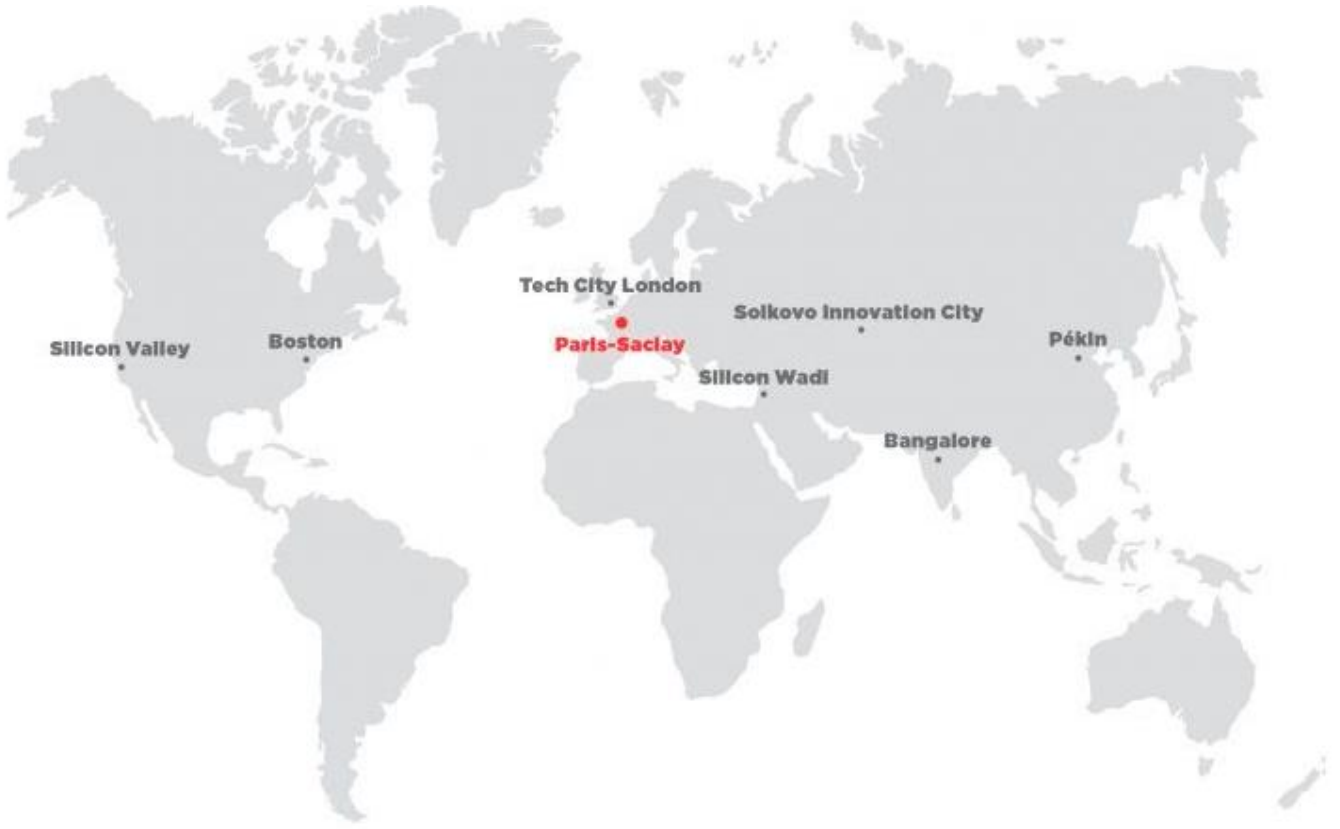 Tech City London
Solkovo Innovation City
Silicon Valley
Boston
Paris-Saclay
Pékin
Silicon Wadi
Bangalore